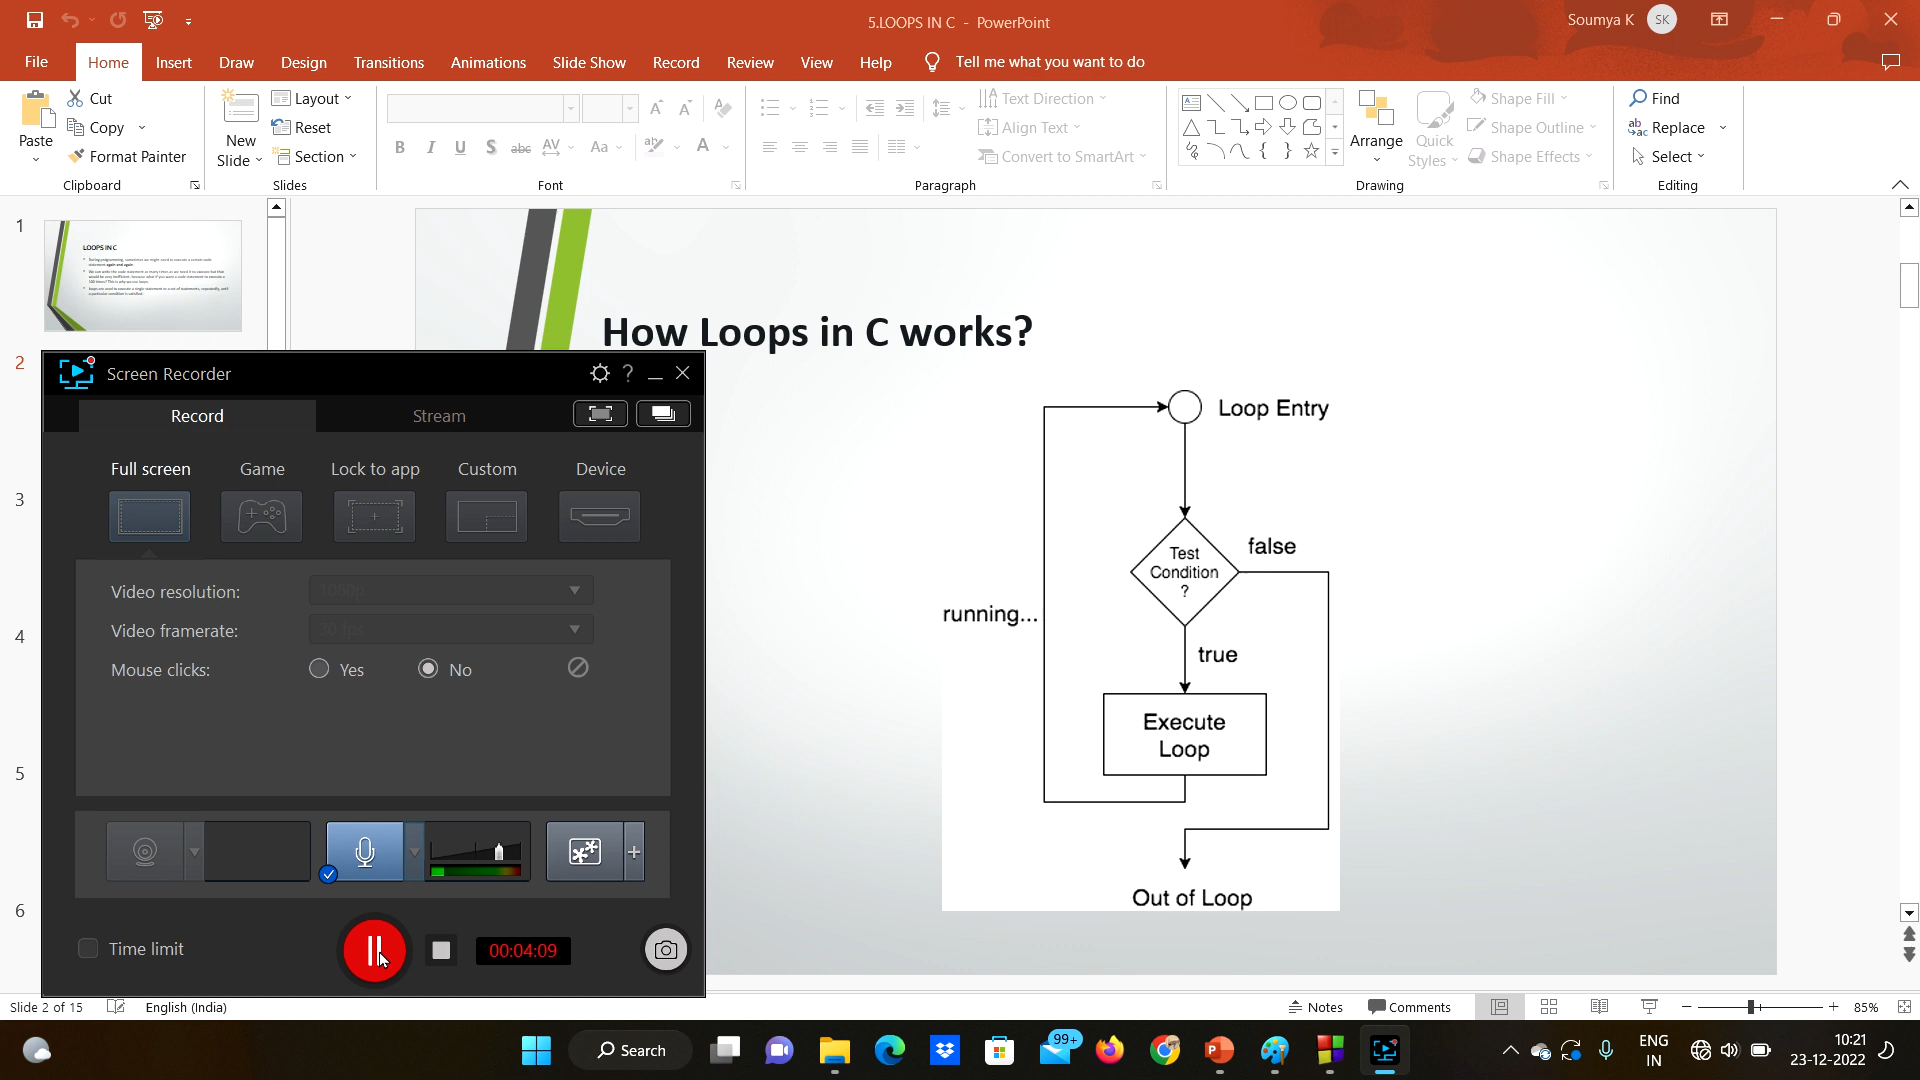 5.LOOPS IN C - PowerPoint
Soumya K
SK
File
Home
Insert
Draw
Design
Transitions
Animations
Slide Show
Record
Review
View
Help
Tell me what you want to do
Paste
Cut
Copy
Format Painter
Clipboard
New
Slide
Layout
Reset
Section
Slides
B I U S abc AV Aa A
Font
Text Direction
Align Text
Convert to SmartArt
Paragraph
Arrange
Quick
Styles
Shape Fill
Shape Outline
Shape Effects
Drawing
Find
Replace
Select
Editing
1
LOOPS IN C
2
3
4
5
6
How Loops in C works?
Loop Entry
Test
Condition
?
false
running...
true
Execute
Loop
Out of Loop
Screen Recorder
?
Record
Stream
Full screen
Game
Lock to app
Custom
Device
Video resolution:
1080p
Video framerate:
30 fps
Mouse clicks:
Yes
No
Time limit
00:04:09
Slide 2 of 15
English (India)
Notes
Comments
85%
Search
99+
ENG
IN
10:21
23-12-2022